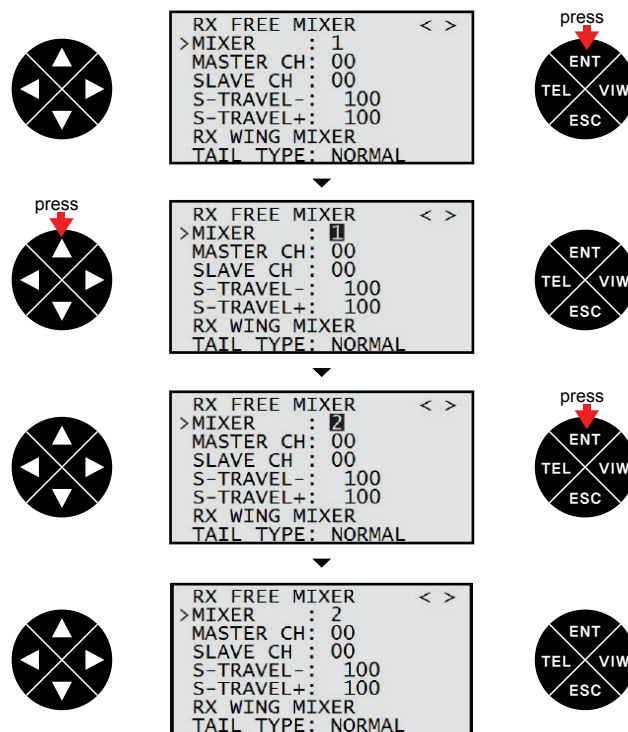 press
RX FREE MIXER < >
>MIXER : 1
MASTER CH: 00
SLAVE CH : 00
S-TRAVEL-: 100
S-TRAVEL+: 100
RX WING MIXER
TAIL TYPE: NORMAL
ENT
TEL VIW
ESC
press
RX FREE MIXER < >
>MIXER : 1
MASTER CH: 00
SLAVE CH : 00
S-TRAVEL-: 100
S-TRAVEL+: 100
RX WING MIXER
TAIL TYPE: NORMAL
ENT
TEL VIW
ESC
press
RX FREE MIXER < >
>MIXER : 2
MASTER CH: 00
SLAVE CH : 00
S-TRAVEL-: 100
S-TRAVEL+: 100
RX WING MIXER
TAIL TYPE: NORMAL
ENT
TEL VIW
ESC
RX FREE MIXER < >
>MIXER : 2
MASTER CH: 00
SLAVE CH : 00
S-TRAVEL-: 100
S-TRAVEL+: 100
RX WING MIXER
TAIL TYPE: NORMAL
ENT
TEL VIW
ESC